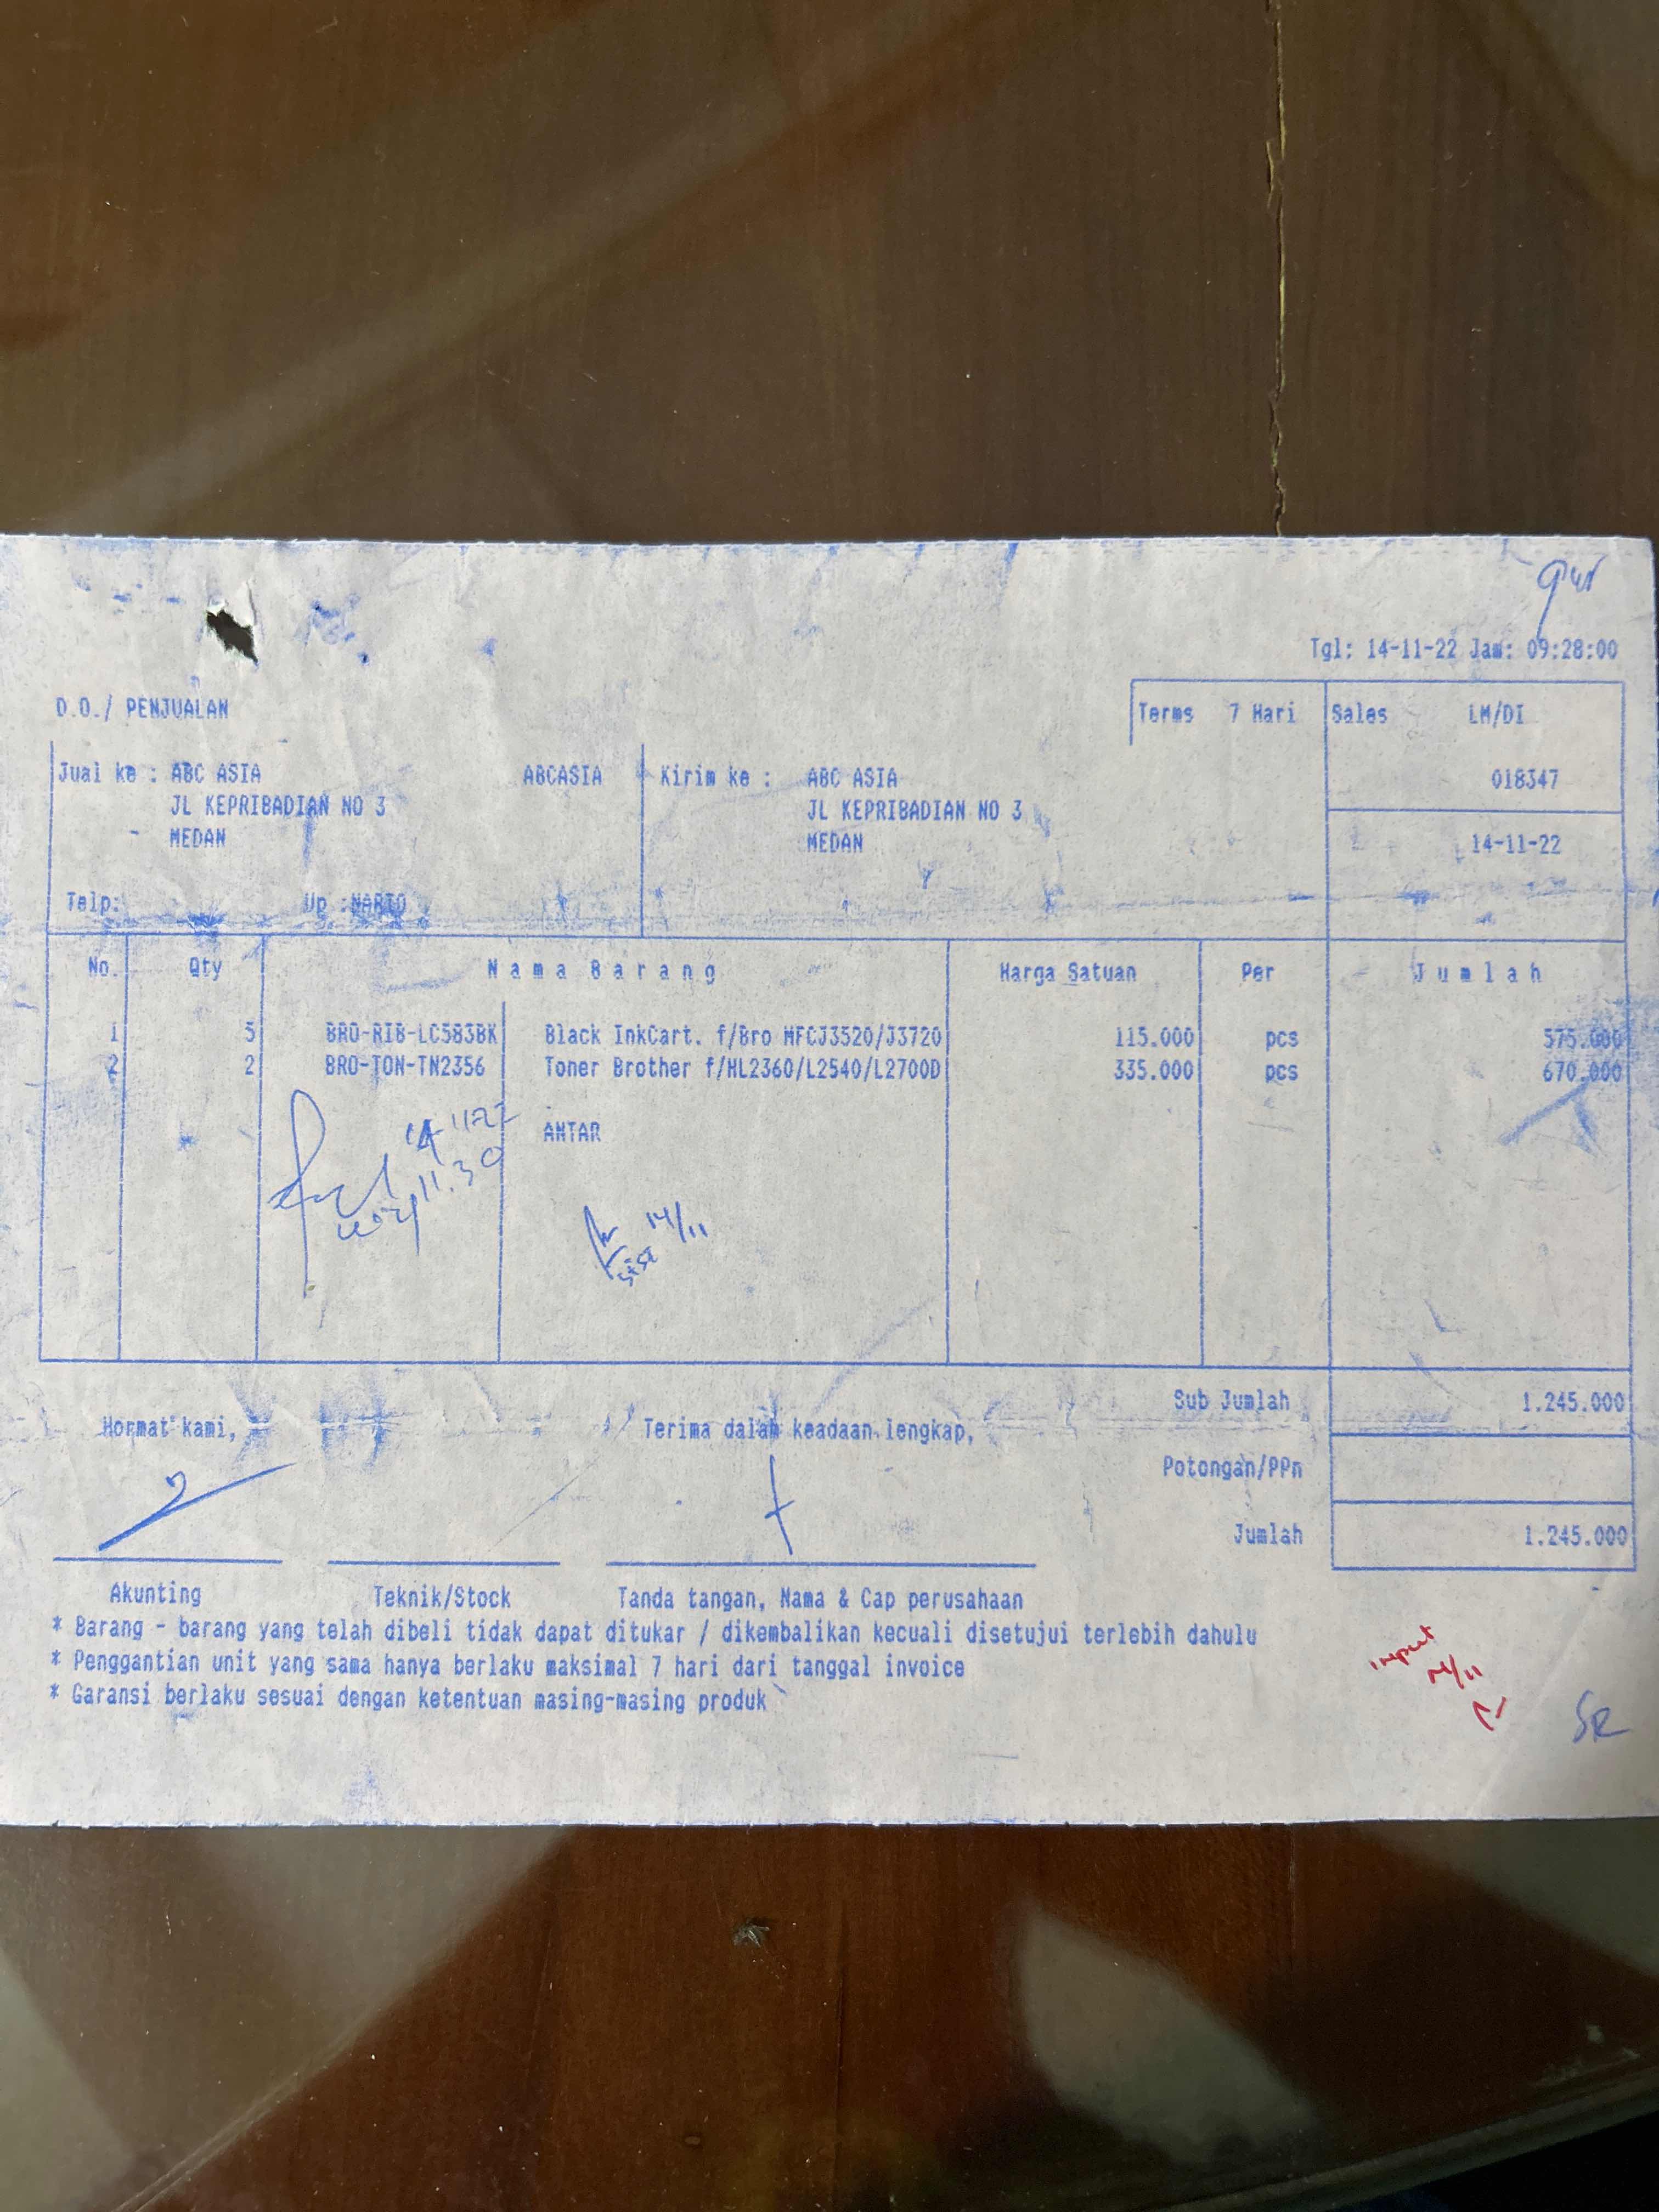 Tgl: 14-11-22 Jam: 09:28:00
D.O./ PENJUALAN
Terms 7 Hari Sales LM/DI
Jual ke : ABC ASIA ABCASIA Kirim ke : ABC ASIA 018347
JL KEPRIBADIAN NO 3 JL KEPRIBADIAN NO 3
MEDAN MEDAN 14-11-22
Telp: Up :NARTO
No. Qty Nama Barang Harga Satuan Per Jumlah
1 5 BRO-RIB-LC583BK Black InkCart. f/Bro MFCJ3520/J3720 115.000 pcs 575.000
2 2 BRO-TON-TN2356 Toner Brother f/HL2360/L2540/L2700D 335.000 pcs 670.000
ANTAR
11.30
14/11
Sub Jumlah 1.245.000
Hormat kami, Terima dalam keadaan lengkap,
Potongan/PPn
Jumlah 1.245.000
Akunting Teknik/Stock Tanda tangan, Nama & Cap perusahaan
* Barang - barang yang telah dibeli tidak dapat ditukar / dikembalikan kecuali disetujui terlebih dahulu
* Penggantian unit yang sama hanya berlaku maksimal 7 hari dari tanggal invoice
* Garansi berlaku sesuai dengan ketentuan masing-masing produk
input
14/11
SR